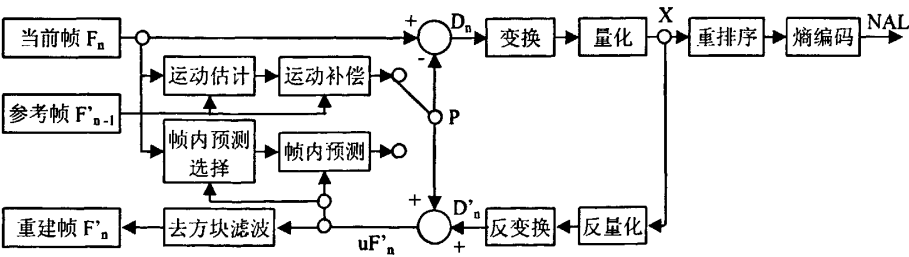 当前帧 Fn
+
Dn
变换
量化
X
重排序
熵编码
NAL
-
运动估计
运动补偿
参考帧 F'n-1
P
帧内预测
选择
帧内预测
+
重建帧 F'n
去方块滤波
uF'n
D'n
+
反变换
反量化